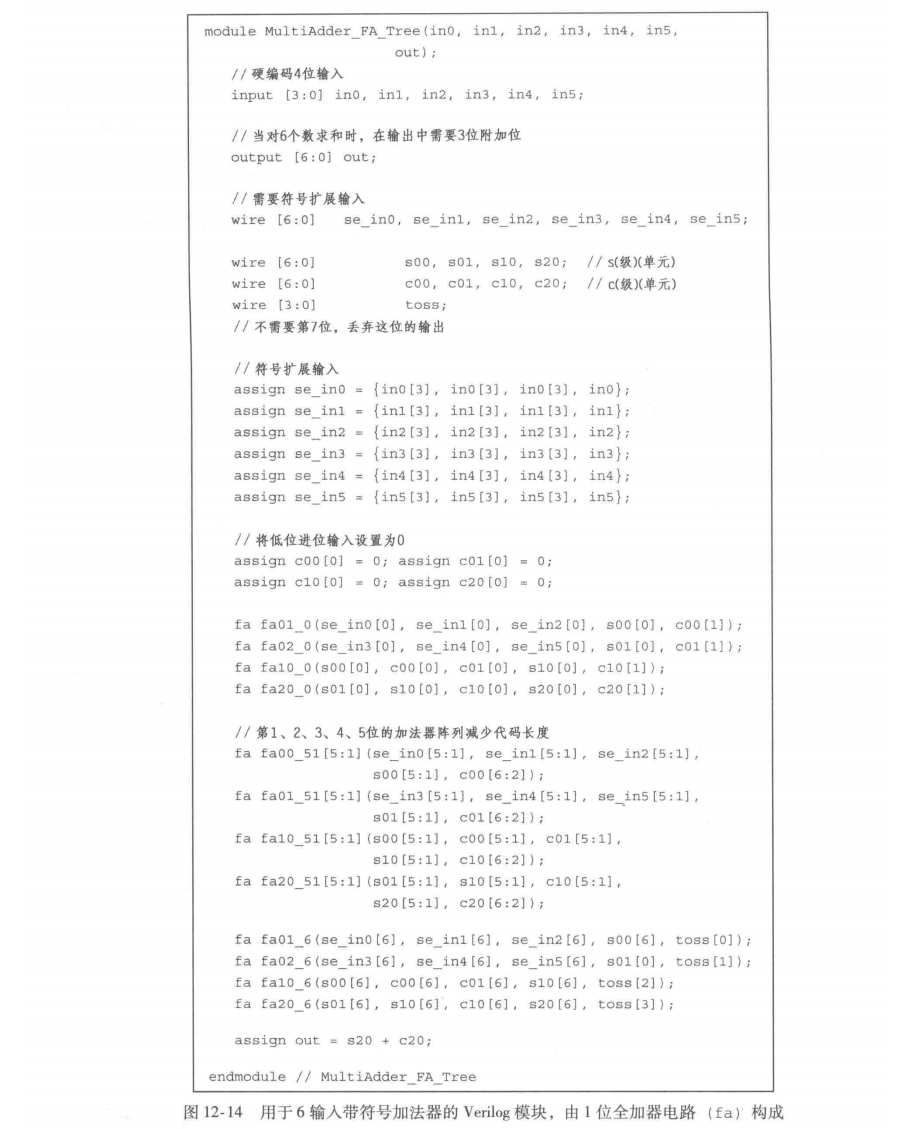 module MultiAdder_FA_Tree(in0, in1, in2, in3, in4, in5,
out);
//硬编码4位输入
input [3:0] in0, in1, in2, in3, in4, in5;
//当对6个数求和时，在输出中需要3位附加位
output [6:0] out;
//需要符号扩展输入
wire [6:0] se_in0, se_in1, se_in2, se_in3, se_in4, se_in5;
wire [6:0] s00, s01, s10, s20; //s(级)(单元)
wire [6:0] c00, c01, c10, c20; //c(级)(单元)
wire [3:0] toss;
//不需要第7位，丢弃这位的输出
//符号扩展输入
assign se_in0 = {in0[3], in0[3], in0[3], in0};
assign se_in1 = {in1[3], in1[3], in1[3], in1};
assign se_in2 = {in2[3], in2[3], in2[3], in2};
assign se_in3 = {in3[3], in3[3], in3[3], in3};
assign se_in4 = {in4[3], in4[3], in4[3], in4};
assign se_in5 = {in5[3], in5[3], in5[3], in5};
//将低位进位输入设置为0
assign c00[0] = 0; assign c01[0] = 0;
assign c10[0] = 0; assign c20[0] = 0;
fa fa01_0(se_in0[0], se_in1[0], se_in2[0], s00[0], c00[1]);
fa fa02_0(se_in3[0], se_in4[0], se_in5[0], s01[0], c01[1]);
fa fa10_0(s00[0], c00[0], c01[0], s10[0], c10[1]);
fa fa20_0(s01[0], s10[0], c10[0], s20[0], c20[1]);
//第1、2、3、4、5位的加法器阵列减少代码长度
fa fa00_51[5:1](se_in0[5:1], se_in1[5:1], se_in2[5:1],
s00[5:1], c00[6:2]);
fa fa01_51[5:1](se_in3[5:1], se_in4[5:1], se_in5[5:1],
s01[5:1], c01[6:2]);
fa fa10_51[5:1](s00[5:1], c00[5:1], c01[5:1],
s10[5:1], c10[6:2]);
fa fa20_51[5:1](s01[5:1], s10[5:1], c10[5:1],
s20[5:1], c20[6:2]);
fa fa01_6(se_in0[6], se_in1[6], se_in2[6], s00[6], toss[0]);
fa fa02_6(se_in3[6], se_in4[6], se_in5[6], s01[0], toss[1]);
fa fa10_6(s00[6], c00[6], c01[6], s10[6], toss[2]);
fa fa20_6(s01[6], s10[6], c10[6], s20[6], toss[3]);
assign out = s20 + c20;
endmodule // MultiAdder_FA_Tree
图 12-14 用于 6 输入带符号加法器的 Verilog 模块，由 1 位全加器电路 (fa) 构成